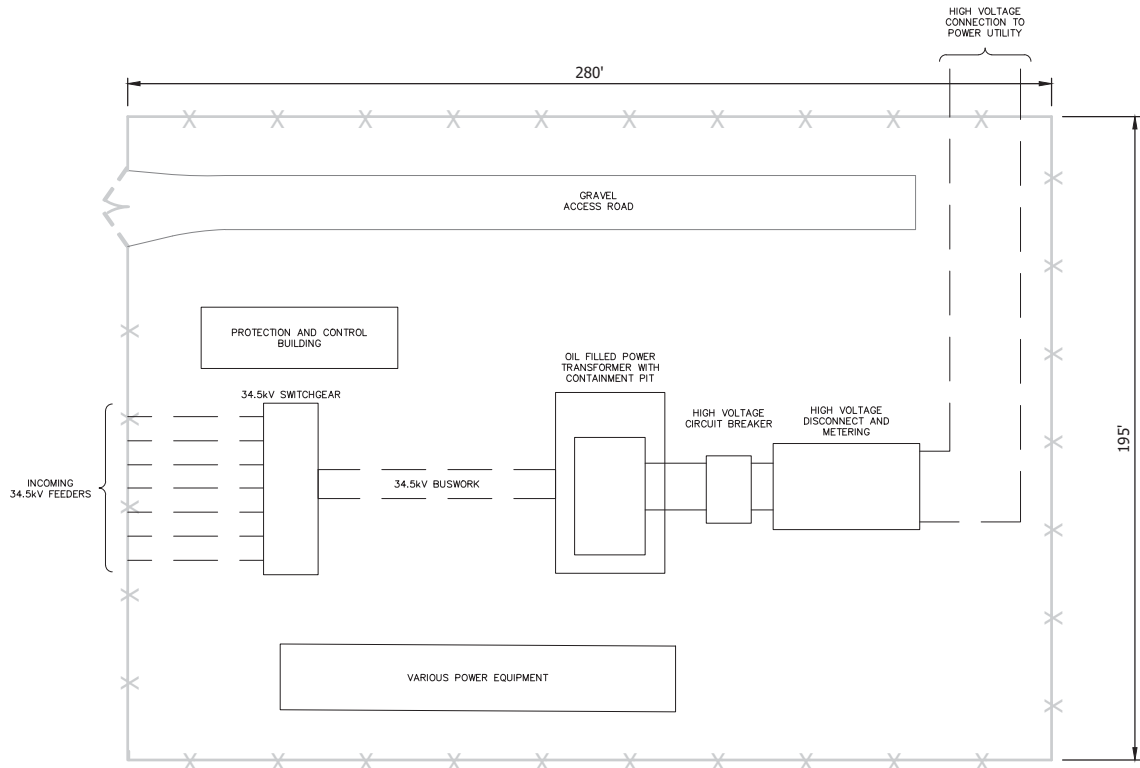 HIGH VOLTAGE
CONNECTION TO
POWER UTILITY
280'
GRAVEL
ACCESS ROAD
PROTECTION AND CONTROL
BUILDING
OIL FILLED POWER
TRANSFORMER WITH
CONTAINMENT PIT
34.5kV SWITCHGEAR
HIGH VOLTAGE
CIRCUIT BREAKER
HIGH VOLTAGE
DISCONNECT AND
METERING
195'
INCOMING
34.5kV FEEDERS
34.5kV BUSWORK
VARIOUS POWER EQUIPMENT